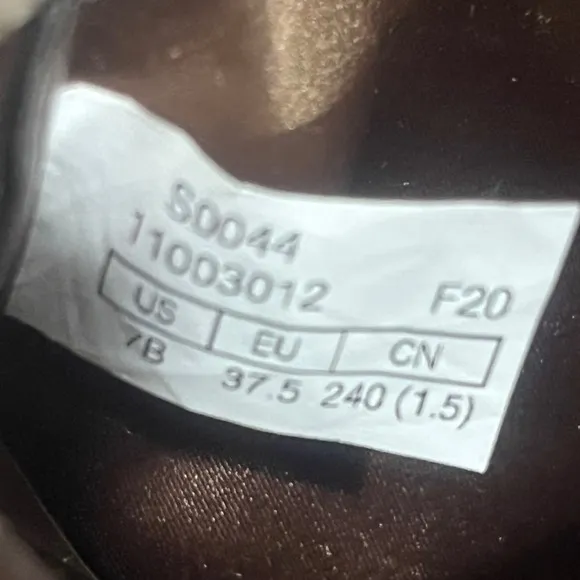 S0044
11003012 F20
US EU CN
7B 37.5 240 (1.5)